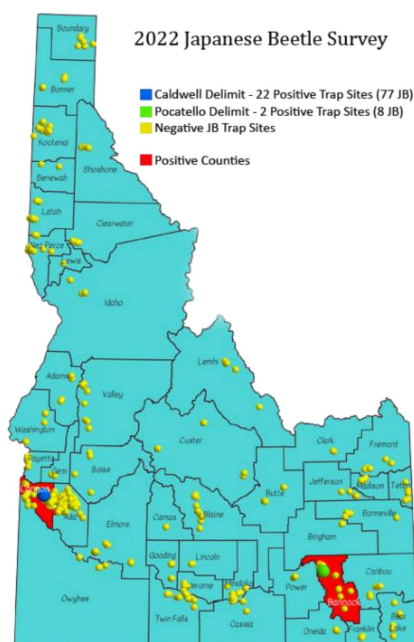 2022 Japanese Beetle Survey
Caldwell Delimit - 22 Positive Trap Sites (77 JB)
Pocatello Delimit - 2 Positive Trap Sites (8 JB)
Negative JB Trap Sites
Positive Counties
Boundary
Bonner
Kootenai
Benewah
Shoshone
Latah
Clearwater
Nez Perce
Lewis
Idaho
Lemhi
Adams
Valley
Washington
Custer
Clark
Fremont
Payette
Gem
Boise
Jefferson
Madison
Teton
Butte
Ada
Elmore
Camas
Blaine
Bonneville
Bingham
Gooding
Lincoln
Power
Caribou
Owyhee
Jerome
Minidoka
Bannock
Twin Falls
Cassia
Oneida
Franklin
Bear
Lake